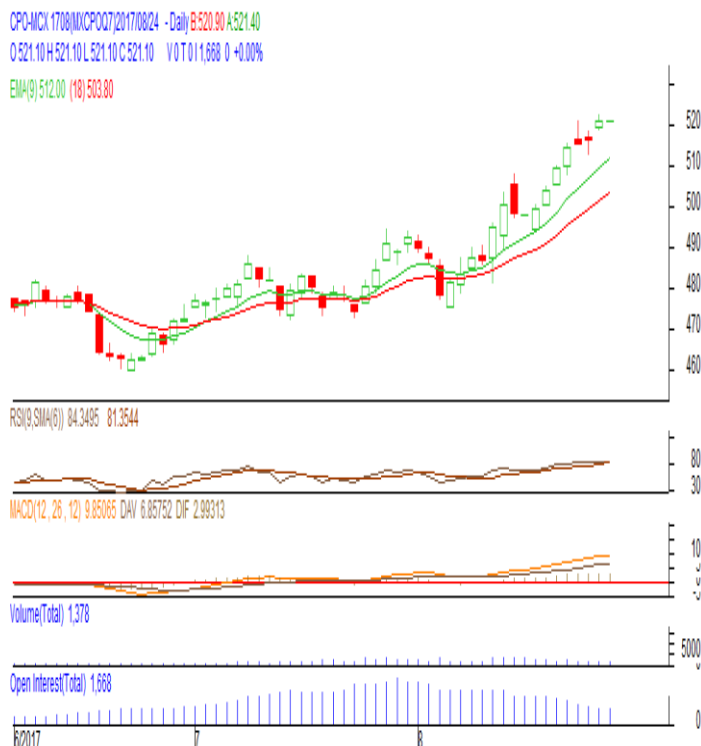 CPO-MCX 1708(MXCPOQ7)2017/08/24 - Daily B:520.90 A:521.40
O 521.10 H 521.10 L 521.10 C 521.10 V 0 T 0 I 1,668 0 +0.00%
EMA(9) 512.00 (18) 503.80
520
510
500
490
480
470
460
RSI(9,SMA(6)) 84.3495 81.3544
80
30
MACD(12 , 26 , 12) 9.85065 DAV 6.85752 DIF 2.99313
10
Volume(Total) 1,378
5000
Open Interest(Total) 1,668
0
6/2017 7 8